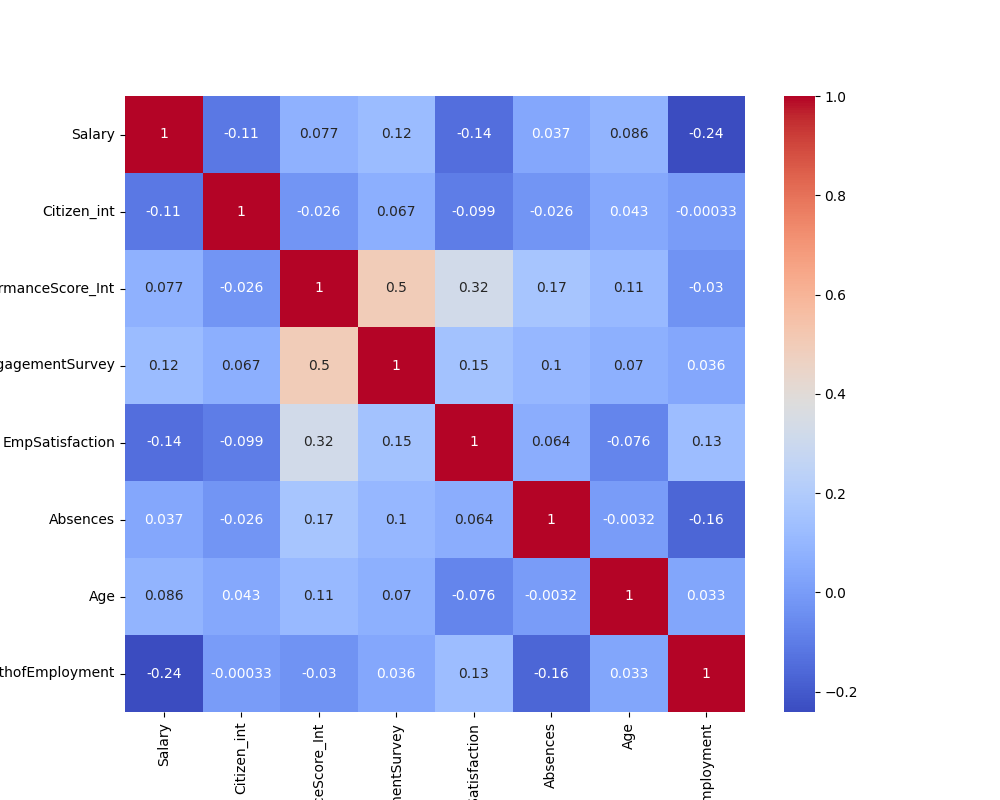 Salary 1 -0.11 0.077 0.12 -0.14 0.037 0.086 -0.24
Citizen_int -0.11 1 -0.026 0.067 -0.099 -0.026 0.043 -0.00033
rmanceScore_Int 0.077 -0.026 1 0.5 0.32 0.17 0.11 -0.03
gagementSurvey 0.12 0.067 0.5 1 0.15 0.1 0.07 0.036
EmpSatisfaction -0.14 -0.099 0.32 0.15 1 0.064 -0.076 0.13
Absences 0.037 -0.026 0.17 0.1 0.064 1 -0.0032 -0.16
Age 0.086 0.043 0.11 0.07 -0.076 -0.0032 1 0.033
thofEmployment -0.24 -0.00033 -0.03 0.036 0.13 -0.16 0.033 1
Salary
Citizen_int
ceScore_Int
mentSurvey
Satisfaction
Absences
Age
mployment
1.0
0.8
0.6
0.4
0.2
0.0
−0.2